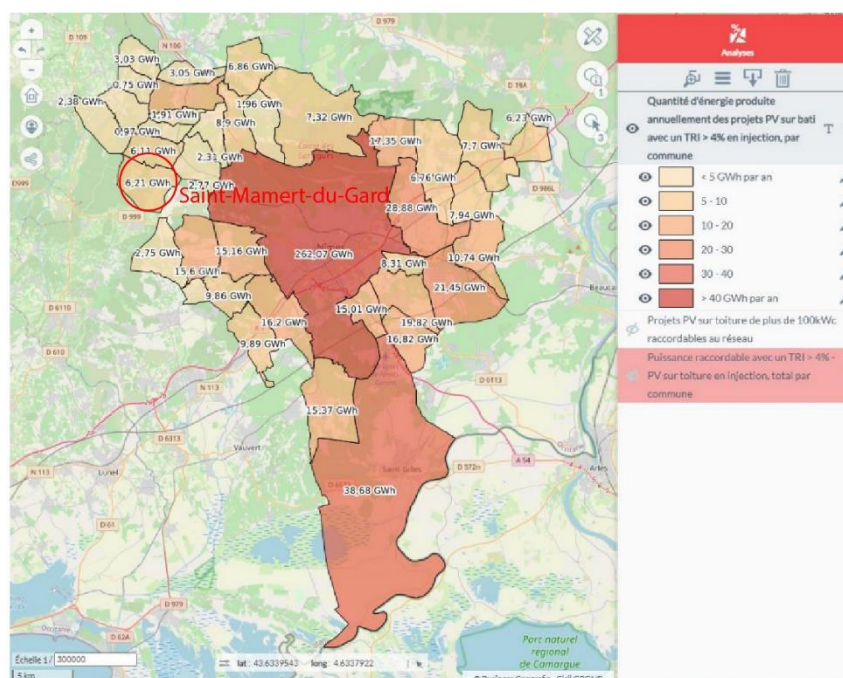 D 979
D 109
N 106
3,03 GWh
3,05 GWh
6,86 GWh
0,75 GWh
2,38 GWh
1,91 GWh
1,96 GWh
7,32 GWh
D 19A
0,97 GWh
8,9 GWh
6,23 GWh
6,11 GWh
2,31 GWh
17,35 GWh
7,7 GWh
6,21 GWh
2,77 GWh
6,76 GWh
D 986L
Saint-Mamert-du-Gard
D999
D 999
28,88 GWh
7,94 GWh
2,75 GWh
15,16 GWh
Nîmes
262,07 GWh
10,74 GWh
15,6 GWh
8,31 GWh
Beaucai
D 6110
9,86 GWh
21,45 GWh
15,01 GWh
D 610
16,2 GWh
19,82 GWh
9,89 GWh
16,82 GWh
D 6113
N 113
15,37 GWh
D 6313
Vauvert
A 54
N 113
Lunel
Saint-Gilles
D 572n
Arles
38,68 GWh
D 61
D 979
Occitanie
D 62A
Parc naturel
regional
de Camargue
Échelle 1 / 300000
lat : 43.6339543 long : 4.6337922
5 km
Analyses
Quantité d'énergie produite
annuellement des projets PV sur bati
avec un TRI > 4% en injection, par
commune
T
< 5 GWh par an
5 - 10
10 - 20
20 - 30
30 - 40
> 40 GWh par an
Projets PV sur toiture de plus de 100kWc
raccordables au réseau
Puissance raccordable avec un TRI > 4% -
PV sur toiture en injection, total par
commune